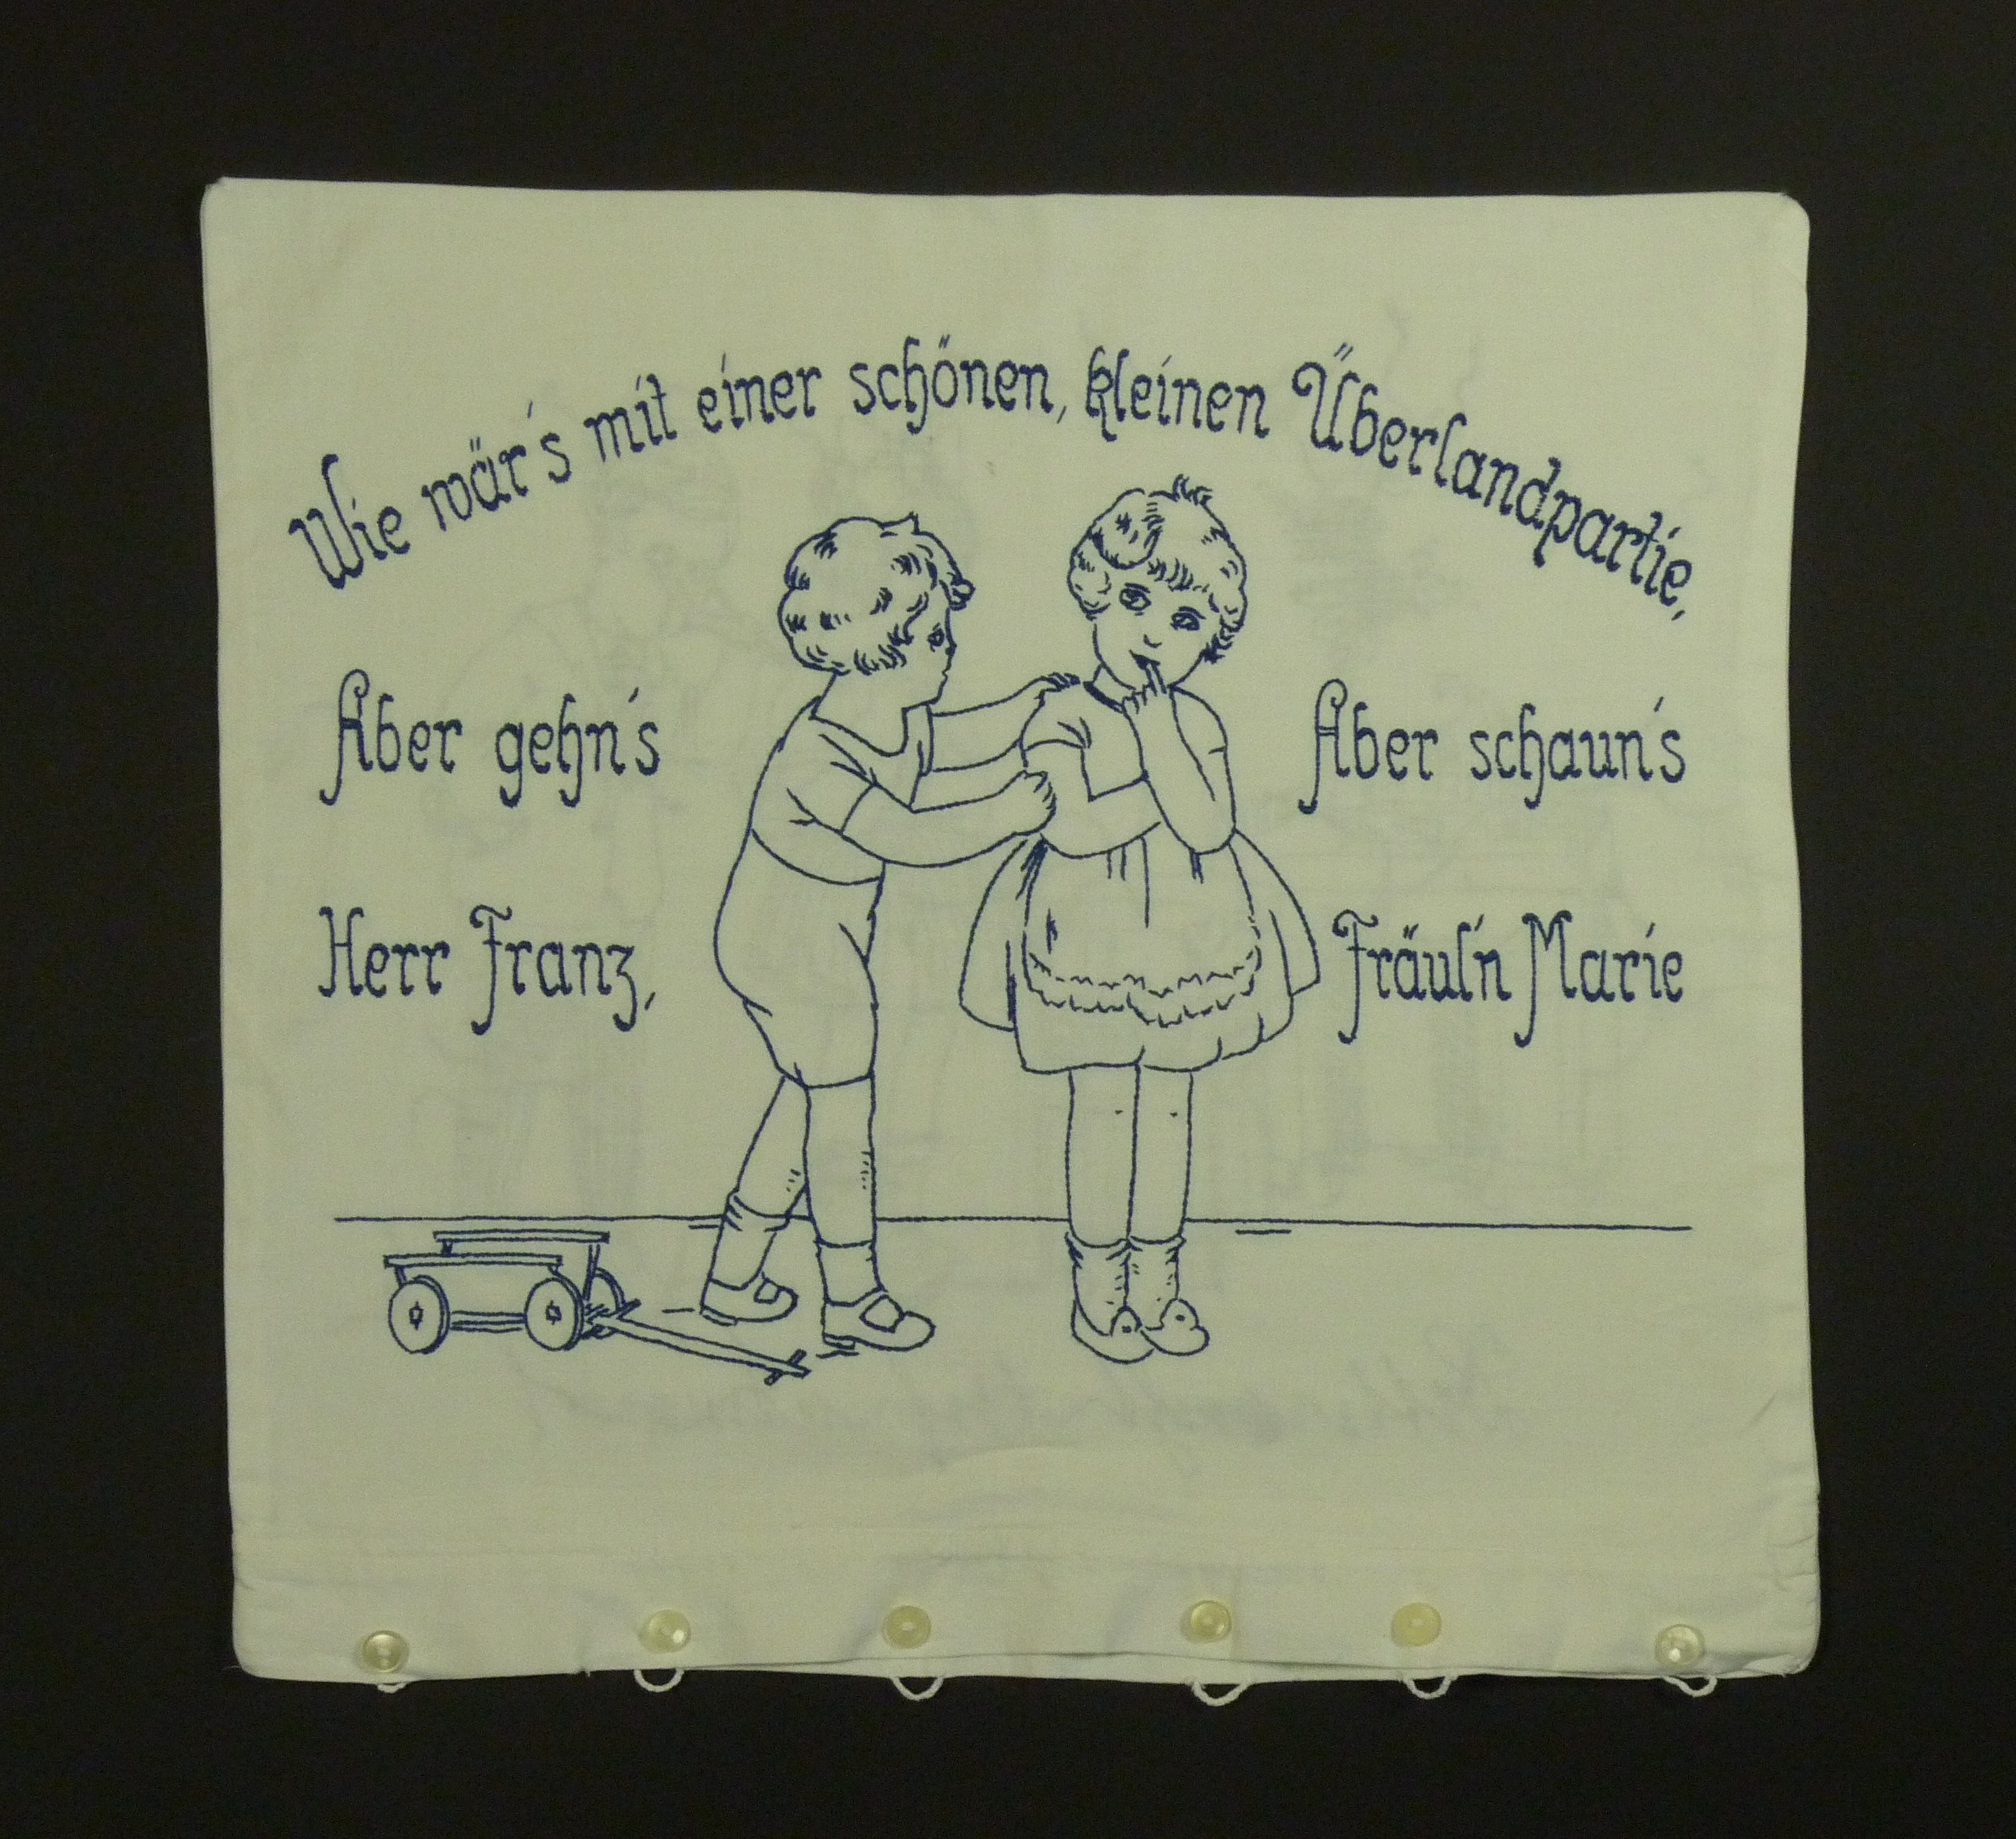 Wie wär's mit einer schönen, kleinen Überlandpartie,
Aber gehn's
Herr Franz,
Aber schaun's
Fräul'n Marie